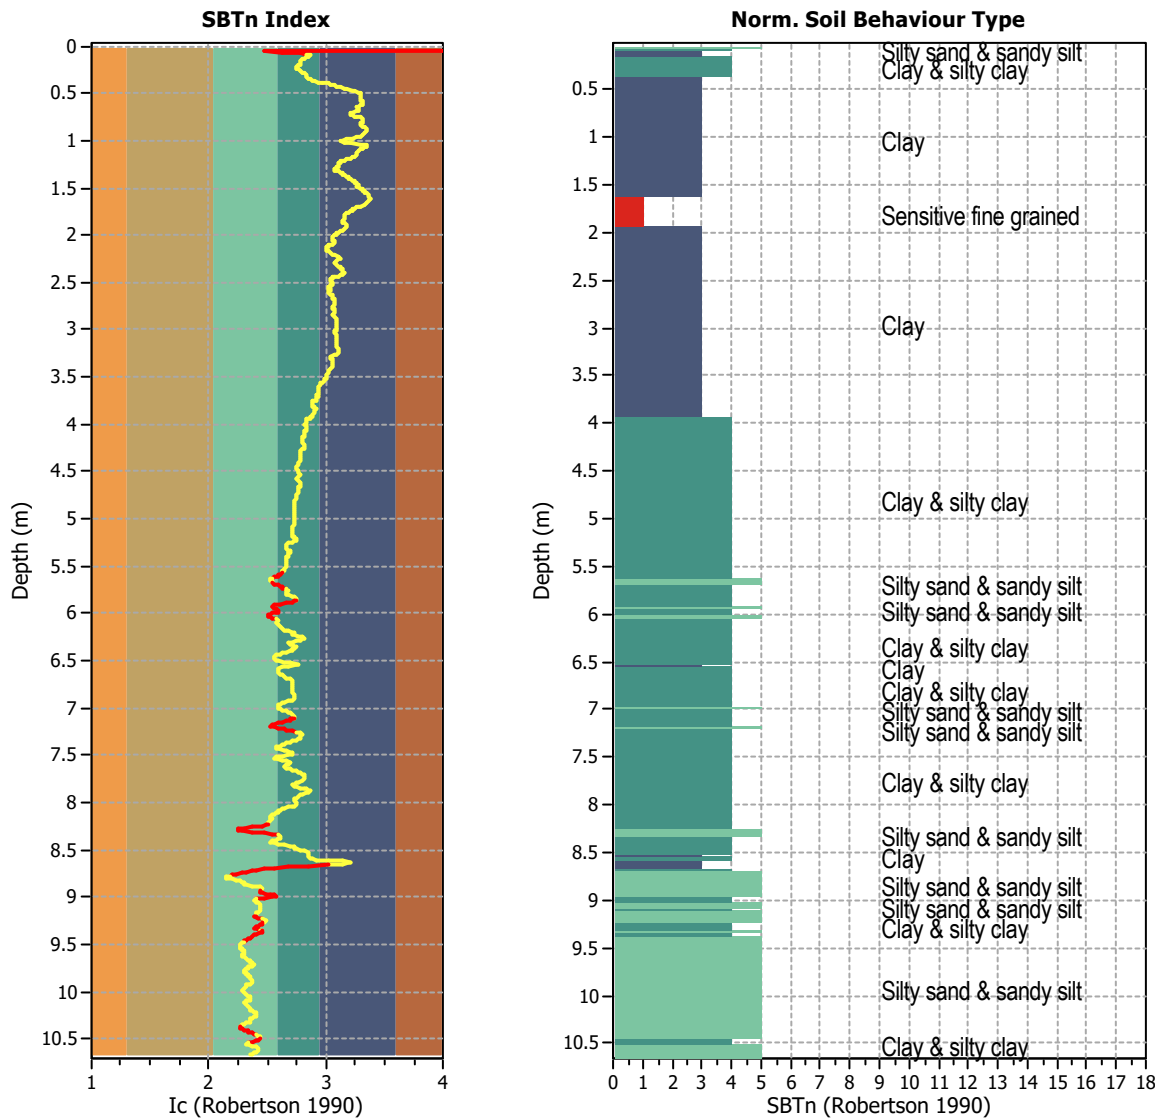 SBTn Index
0
0.5
1
1.5
2
2.5
3
3.5
4
4.5
5
5.5
6
6.5
7
7.5
8
8.5
9
9.5
10
10.5
Depth (m)
1 2 3 4
Ic (Robertson 1990)
Norm. Soil Behaviour Type
Silty sand & sandy silt
Clay & silty clay
Clay
Sensitive fine grained
Clay
Clay & silty clay
Silty sand & sandy silt
Silty sand & sandy silt
Clay & silty clay
Clay
Clay & silty clay
Silty sand & sandy silt
Silty sand & sandy silt
Clay & silty clay
Silty sand & sandy silt
Clay
Silty sand & sandy silt
Silty sand & sandy silt
Clay & silty clay
Silty sand & sandy silt
Clay & silty clay
0.5
1
1.5
2
2.5
3
3.5
4
4.5
5
5.5
6
6.5
7
7.5
8
8.5
9
9.5
10
10.5
Depth (m)
0 1 2 3 4 5 6 7 8 9 10 11 12 13 14 15 16 17 18
SBTn (Robertson 1990)